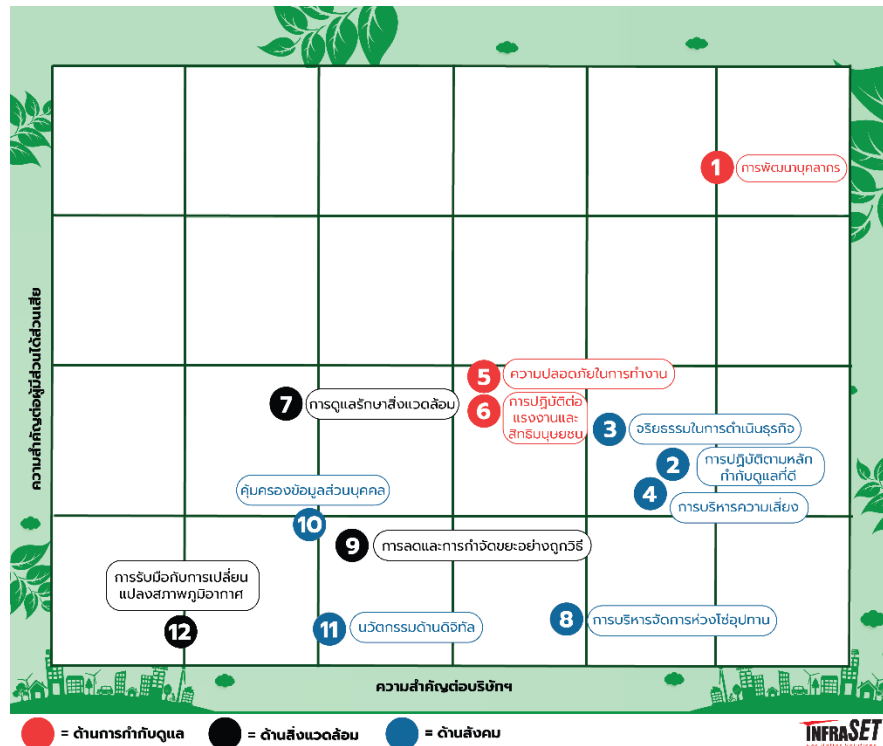 1
การพัฒนาบุคลากร
ความสำคัญต่อผู้มีส่วนได้ส่วนเสีย
5
ความปลอดภัยในการทำงาน
7
การดูแลรักษาสิ่งแวดล้อม
6
การปฏิบัติต่อ
แรงงานและ
สิทธิมนุษยชน
3
จริยธรรมในการดำเนินธุรกิจ
2
การปฏิบัติตามหลัก
กำกับดูแลที่ดี
4
การบริหารความเสี่ยง
คุ้มครองข้อมูลส่วนบุคคล
10
9
การลดและการกำจัดขยะอย่างถูกวิธี
การรับมือกับการเปลี่ยน
แปลงสภาพภูมิอากาศ
12
11
นวัตกรรมด้านดิจิทัล
8
การบริหารจัดการห่วงโซ่อุปทาน
ความสำคัญต่อบริษัทฯ
= ด้านการกำกับดูแล
= ด้านสิ่งแวดล้อม
= ด้านสังคม
INFRASET